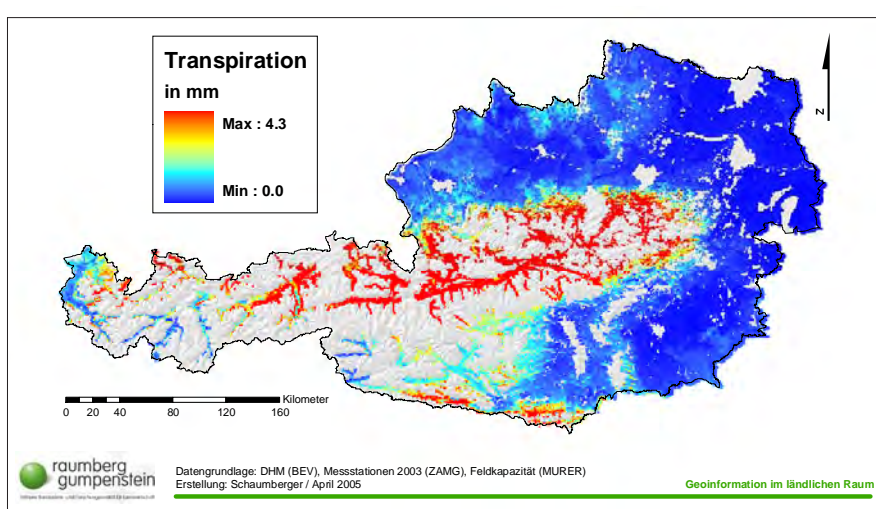 Transpiration
in mm
Max : 4.3
Min : 0.0
N
Kilometer
0 10 20 40 80 120 160
raumberg
gumpenstein
Datengrundlage: DHM (BEV), Messstationen 2003 (ZAMG), Feldkapazität (MURER)
Erstellung: Schaumberger / April 2005
Geoinformation im ländlichen Raum